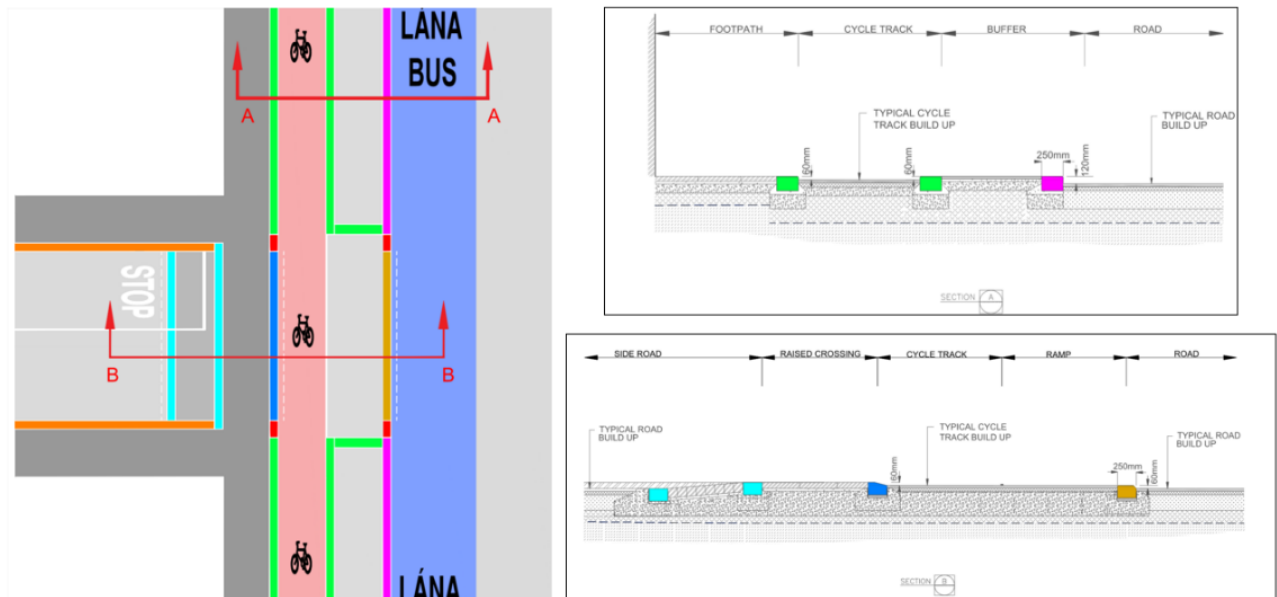 LÁNA
BUS
A
A
STOP
B
B
LÁNA
FOOTPATH
CYCLE TRACK
BUFFER
ROAD
TYPICAL CYCLE
TRACK BUILD UP
TYPICAL ROAD
BUILD UP
60mm
60mm
250mm
120mm
SECTION A
SIDE ROAD
RAISED CROSSING
CYCLE TRACK
RAMP
ROAD
TYPICAL ROAD
BUILD UP
TYPICAL CYCLE
TRACK BUILD UP
TYPICAL ROAD
BUILD UP
60mm
250mm
60mm
SECTION B